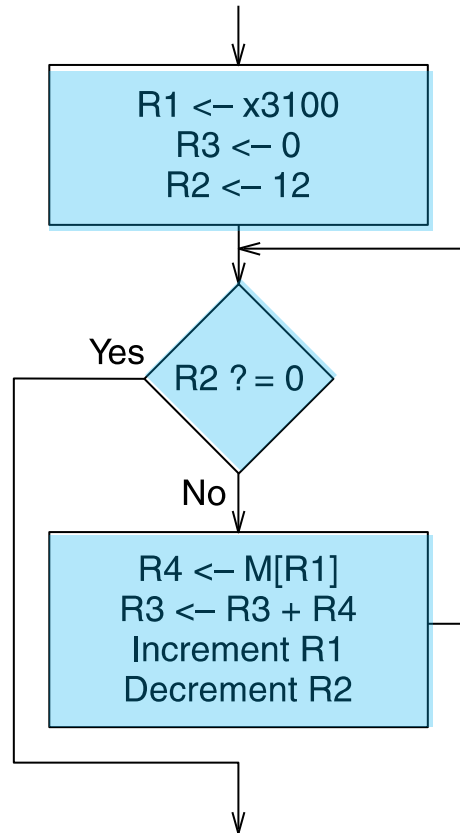 R1 <– x3100
R3 <– 0
R2 <– 12
Yes
R2 ? = 0
No
R4 <– M[R1]
R3 <– R3 + R4
Increment R1
Decrement R2